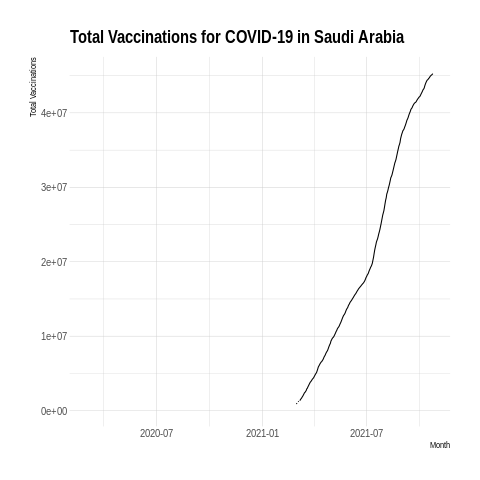 Total Vaccinations for COVID-19 in Saudi Arabia
Total Vaccinations
4e+07
3e+07
2e+07
1e+07
0e+00
2020-07
2021-01
2021-07
Month